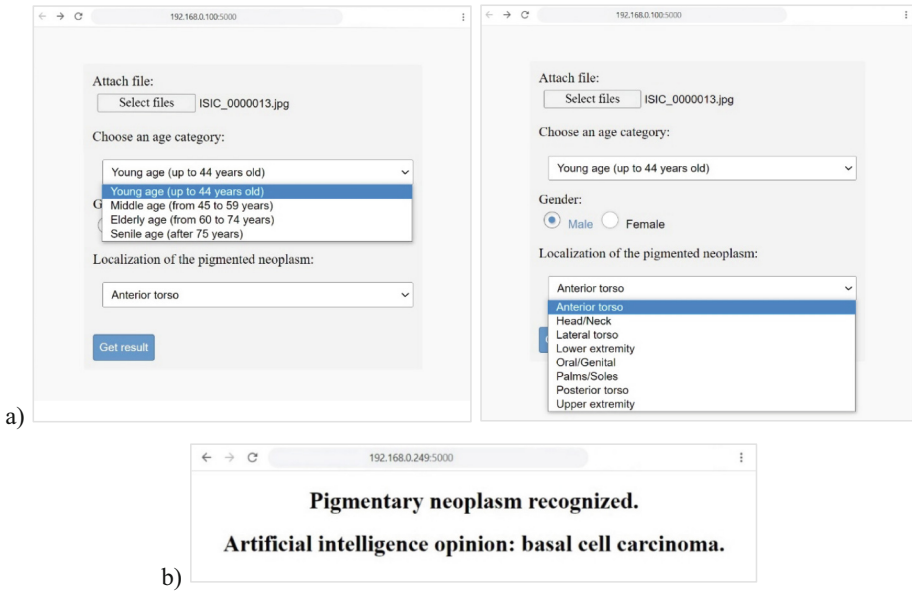 192.168.0.100:5000
Attach file:
Select files ISIC_0000013.jpg
Choose an age category:
Young age (up to 44 years old)
Young age (up to 44 years old)
Middle age (from 45 to 59 years)
G
Elderly age (from 60 to 74 years)
Senile age (after 75 years)
Localization of the pigmented neoplasm:
Anterior torso
Get result
192.168.0.100:5000
Attach file:
Select files ISIC_0000013.jpg
Choose an age category:
Young age (up to 44 years old)
Gender:
Male Female
Localization of the pigmented neoplasm:
Anterior torso
Anterior torso
Head/Neck
Lateral torso
Lower extremity
Oral/Genital
Palms/Soles
Posterior torso
Upper extremity
a)
192.168.0.249:5000
Pigmentary neoplasm recognized.
Artificial intelligence opinion: basal cell carcinoma.
b)